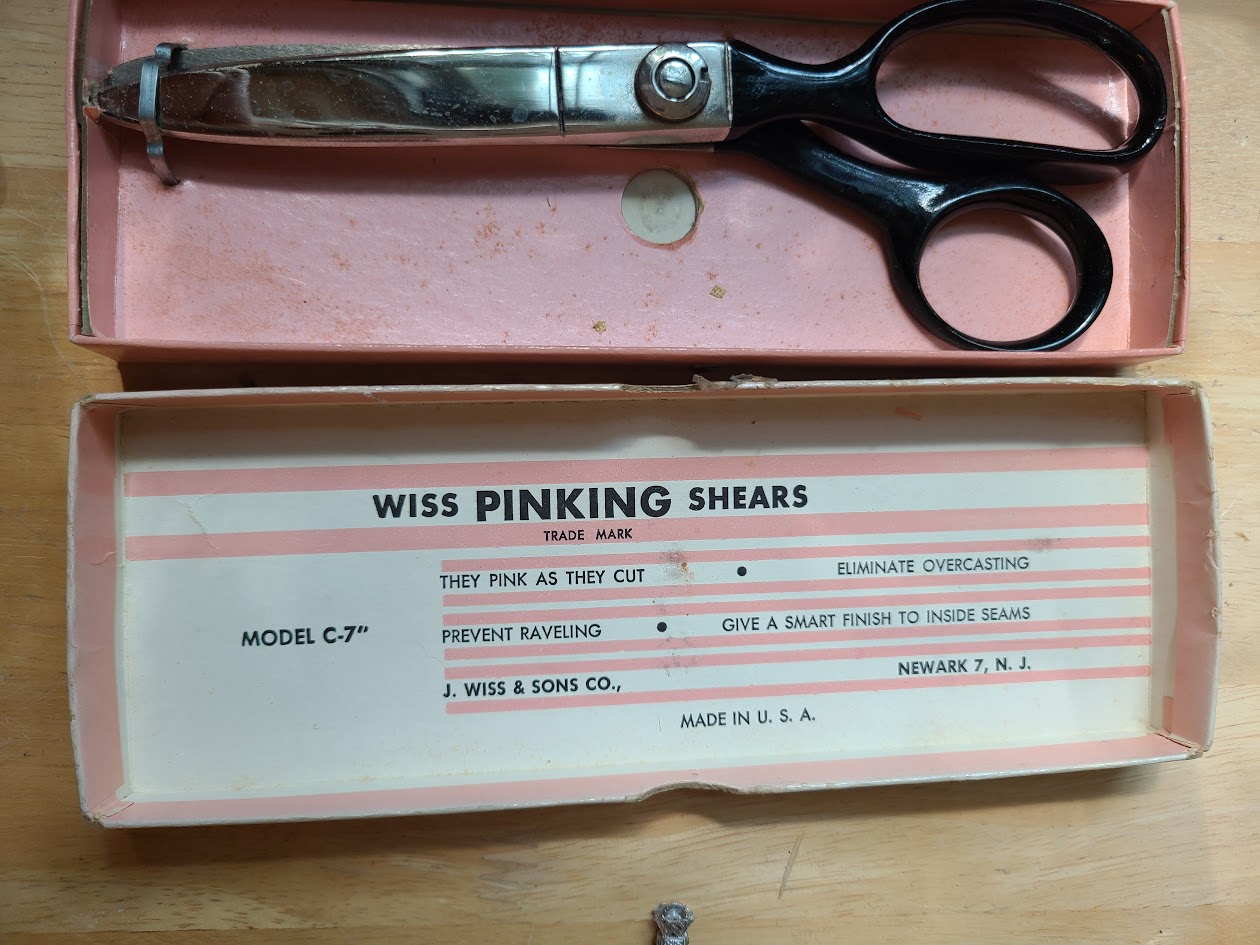 WISS PINKING SHEARS
TRADE MARK
THEY PINK AS THEY CUT • ELIMINATE OVERCASTING
MODEL C-7" PREVENT RAVELING • GIVE A SMART FINISH TO INSIDE SEAMS
J. WISS & SONS CO., NEWARK 7, N. J.
MADE IN U. S. A.